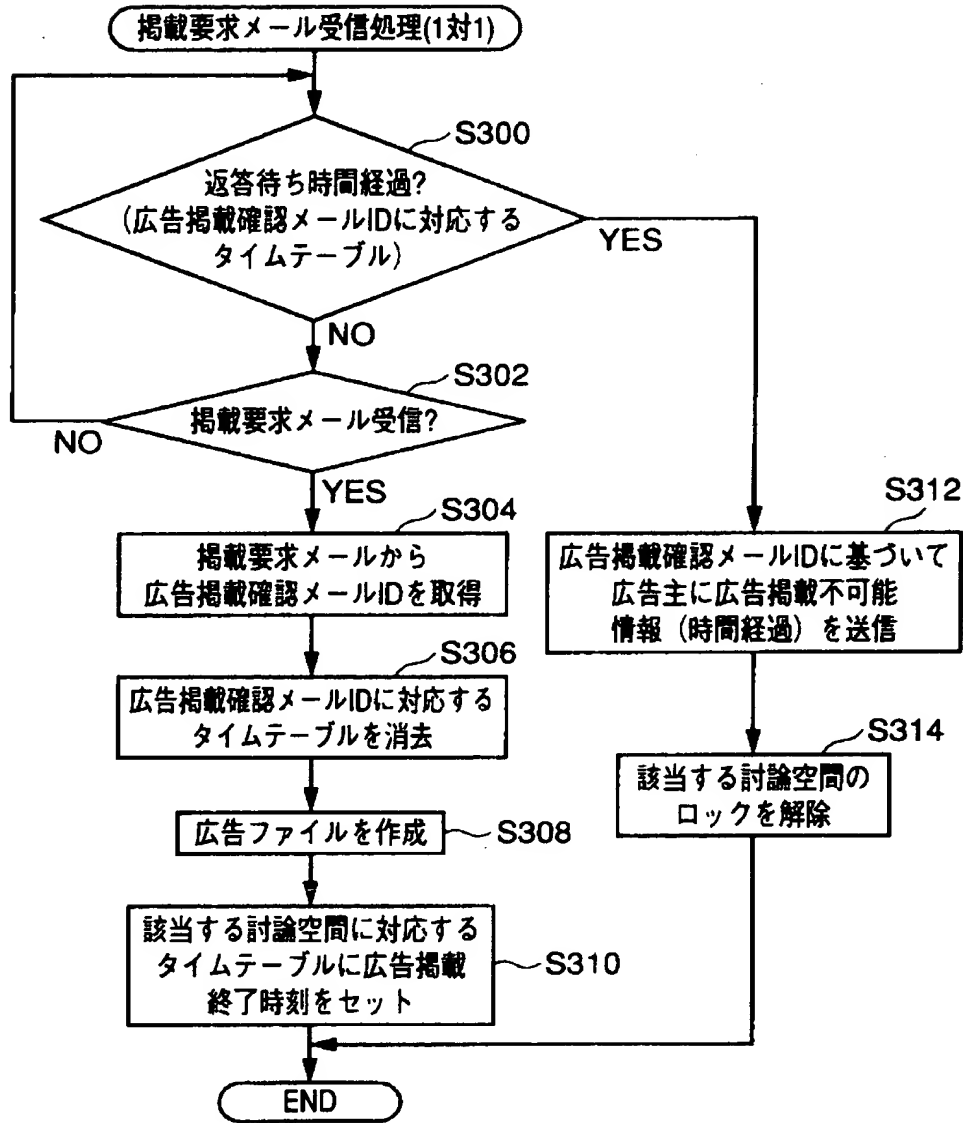 掲載要求メール受信処理(1対1)
S300
返答待ち時間経過?
(広告掲載確認メールIDに対応する
タイムテーブル)
YES
NO
S302
掲載要求メール受信?
NO
YES
S304
掲載要求メールから
広告掲載確認メールIDを取得
S306
広告掲載確認メールIDに対応する
タイムテーブルを消去
広告ファイルを作成
S308
該当する討論空間に対応する
タイムテーブルに広告掲載
終了時刻をセット
S310
S312
広告掲載確認メールIDに基づいて
広告主に広告掲載不可能
情報(時間経過)を送信
S314
該当する討論空間の
ロックを解除
END